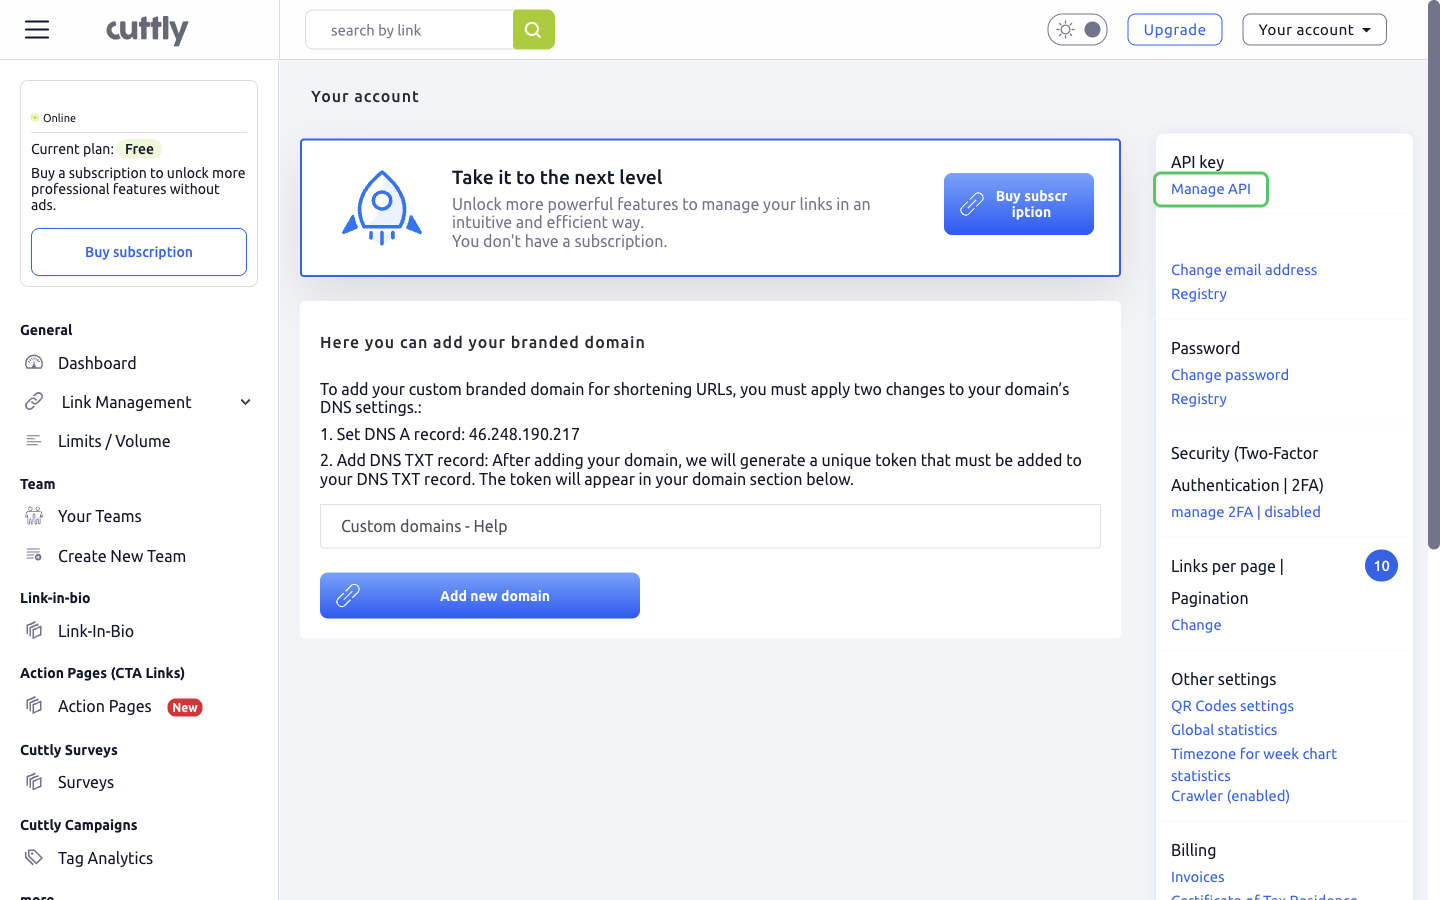 cuttly
search by link
Upgrade
Your account
Online
Current plan: Free
Buy a subscription to unlock more
professional features without
ads.
Buy subscription
General
Dashboard
Link Management
Limits / Volume
Team
Your Teams
Create New Team
Link-in-bio
Link-In-Bio
Action Pages (CTA Links)
Action Pages New
Cuttly Surveys
Surveys
Cuttly Campaigns
Tag Analytics
more
Your account
Take it to the next level
Unlock more powerful features to manage your links in an
intuitive and efficient way.
You don't have a subscription.
Buy subscr
iption
Here you can add your branded domain
To add your custom branded domain for shortening URLs, you must apply two changes to your domain’s
DNS settings.:
1. Set DNS A record: 46.248.190.217
2. Add DNS TXT record: After adding your domain, we will generate a unique token that must be added to
your DNS TXT record. The token will appear in your domain section below.
Custom domains - Help
Add new domain
API key
Manage API
Change email address
Registry
Password
Change password
Registry
Security (Two-Factor
Authentication | 2FA)
manage 2FA | disabled
Links per page |
Pagination
10
Change
Other settings
QR Codes settings
Global statistics
Timezone for week chart
statistics
Crawler (enabled)
Billing
Invoices
Certificate of Tax Residence